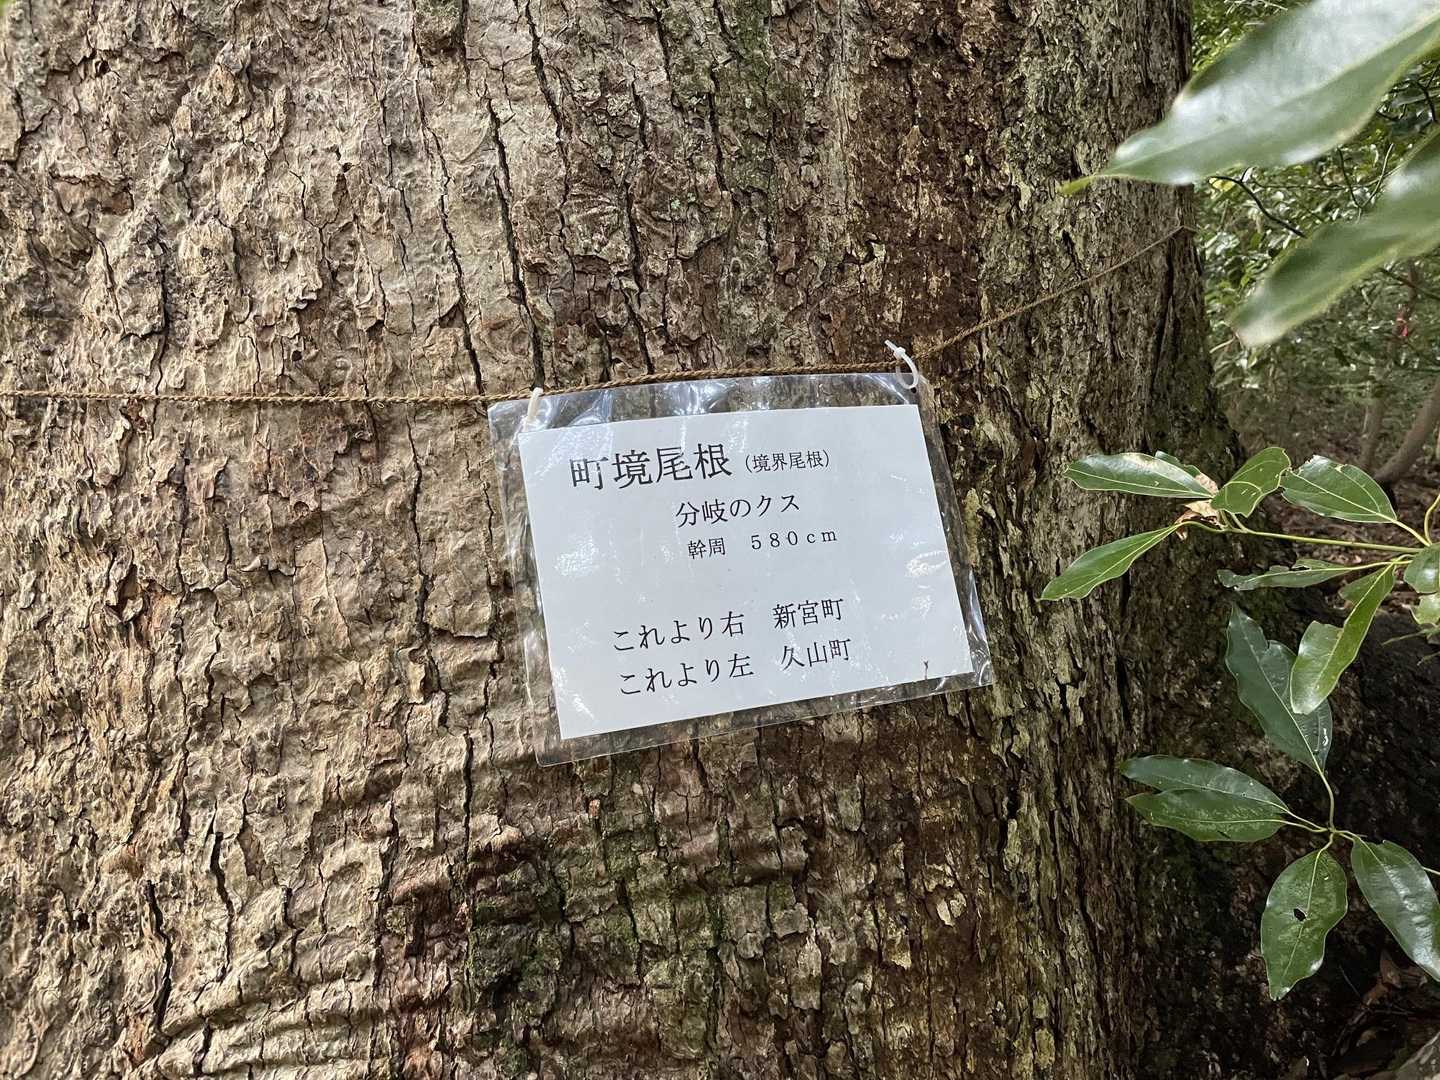 町境尾根（境界尾根）
分岐のクス
幹周　５８０ｃｍ
これより右　新宮町
これより左　久山町